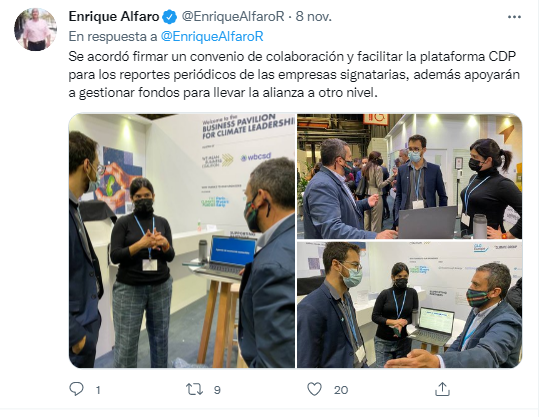 Enrique Alfaro @EnriqueAlfaroR · 8 nov.
En respuesta a @EnriqueAlfaroR
Se acordó firmar un convenio de colaboración y facilitar la plataforma CDP
para los reportes periódicos de las empresas signatarias, además apoyarán
a gestionar fondos para llevar la alianza a otro nivel.
Welcome to the
BUSINESS PAVILION
FOR CLIMATE LEADERSHIP
WE MEAN
BUSINESS
COALITION
wbcsd
1
9
20